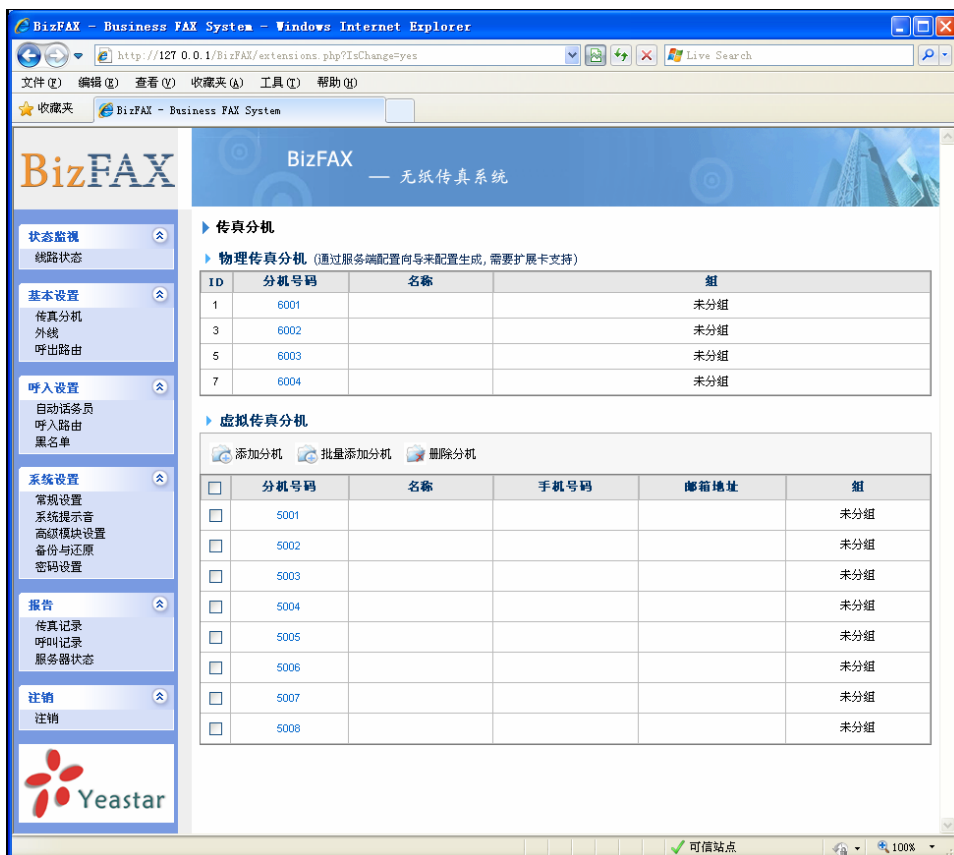 BizFAX - Business FAX System - Windows Internet Explorer
http://127.0.0.1/BizFAX/extensions.php?IsChange=yes
Live Search
文件(F) 编辑(E) 查看(V) 收藏夹(A) 工具(T) 帮助(H)
收藏夹 BizFAX - Business FAX System
BizFAX
BizFAX
— 无纸传真系统
状态监视
线路状态
基本设置
传真分机
外线
呼出路由
呼入设置
自动话务员
呼入路由
黑名单
系统设置
常规设置
系统提示音
高级模块设置
备份与还原
密码设置
报告
传真记录
呼叫记录
服务器状态
注销
注销
Yeastar
传真分机
物理传真分机 (通过服务端配置向导来配置生成, 需要扩展卡支持)
ID 分机号码 名称 组
1 6001 未分组
3 6002 未分组
5 6003 未分组
7 6004 未分组
虚拟传真分机
添加分机 批量添加分机 删除分机
分机号码 名称 手机号码 邮箱地址 组
5001 未分组
5002 未分组
5003 未分组
5004 未分组
5005 未分组
5006 未分组
5007 未分组
5008 未分组
可信站点 100%